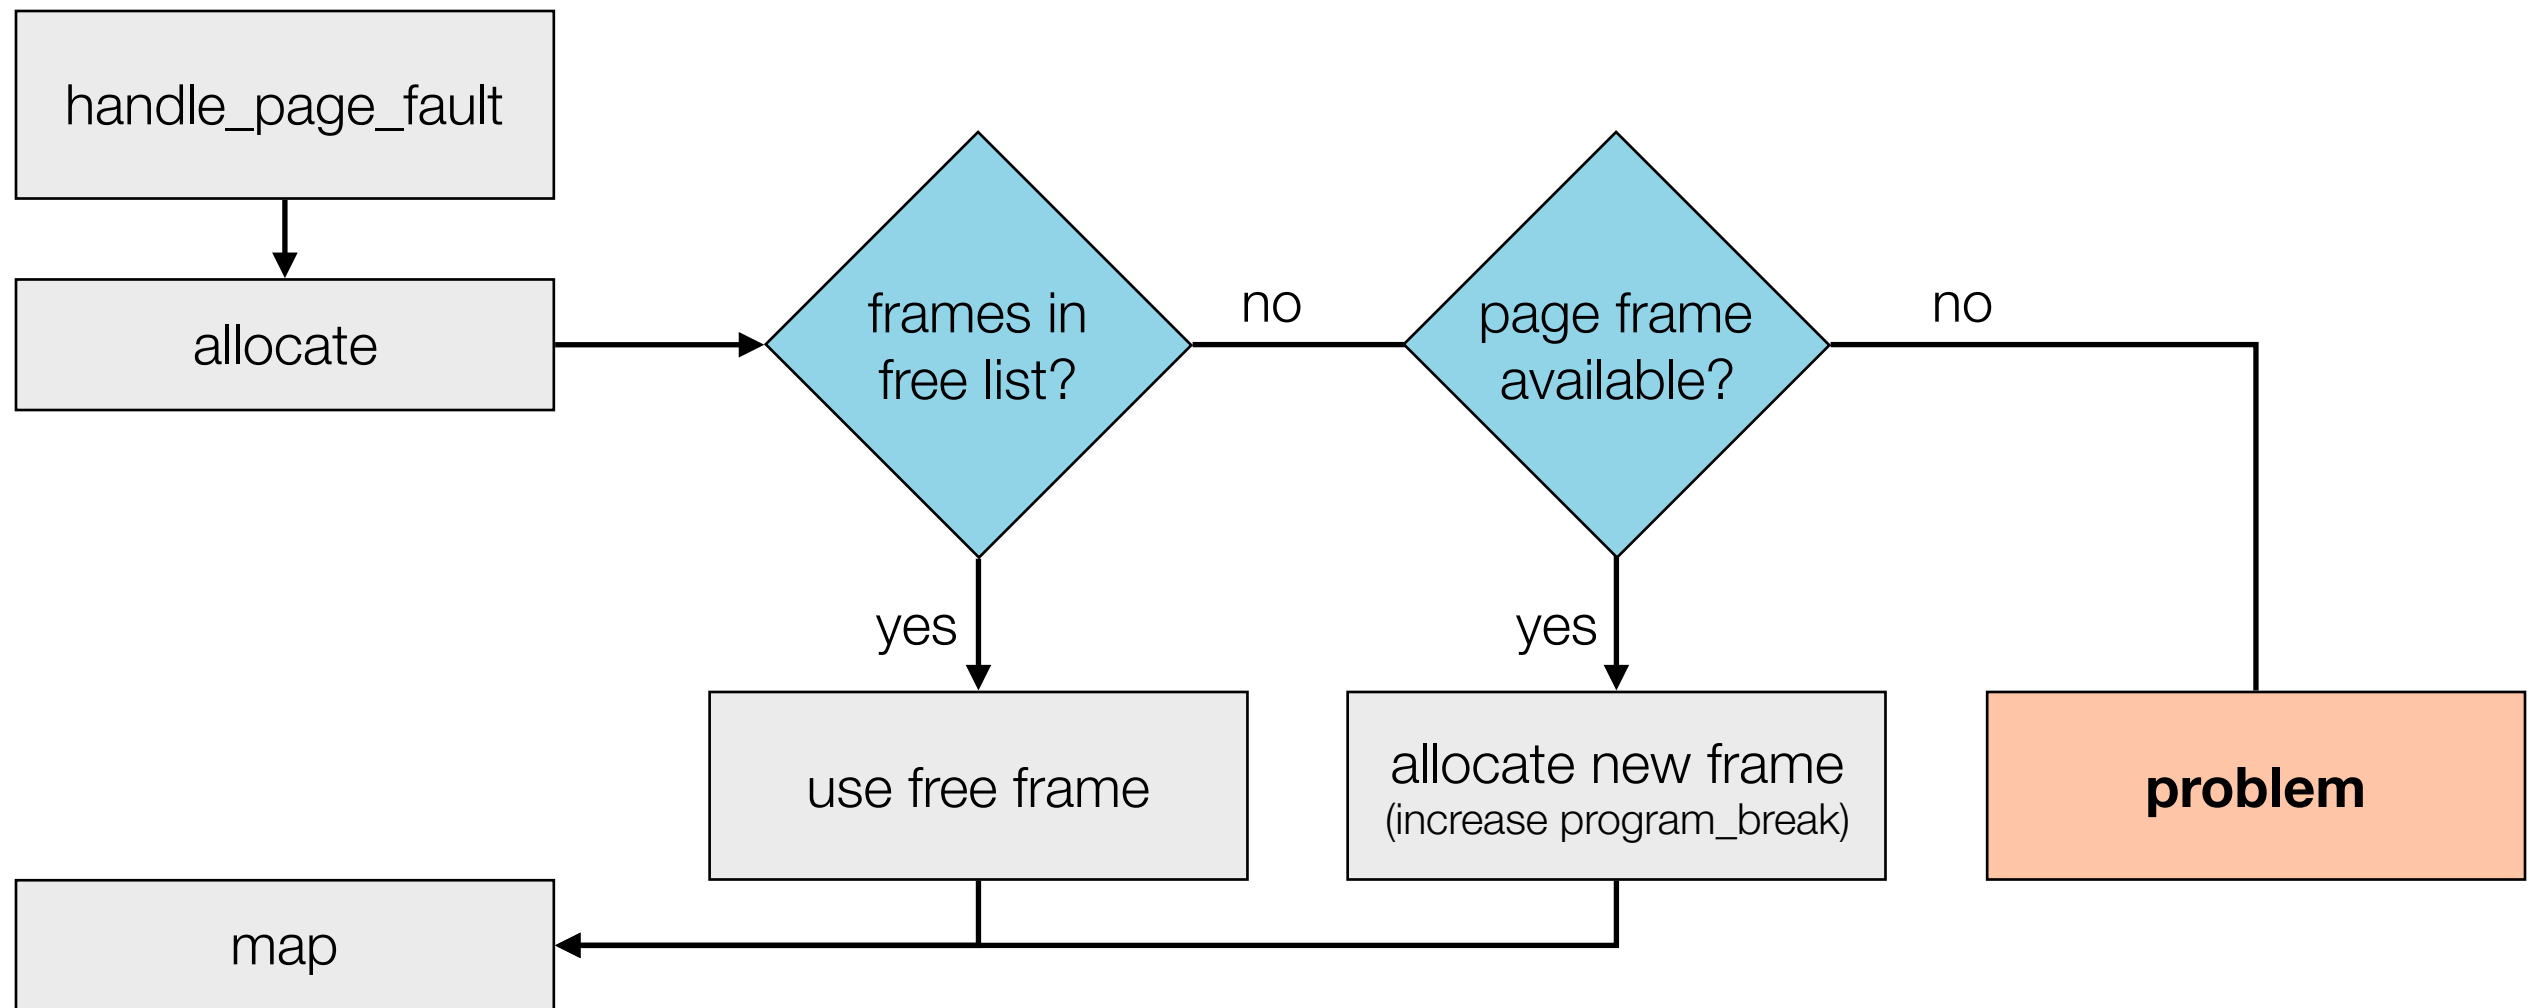 handle_page_fault
allocate
frames in
free list?
no
page frame
available?
no
yes
yes
use free frame
allocate new frame
(increase program_break)
problem
map